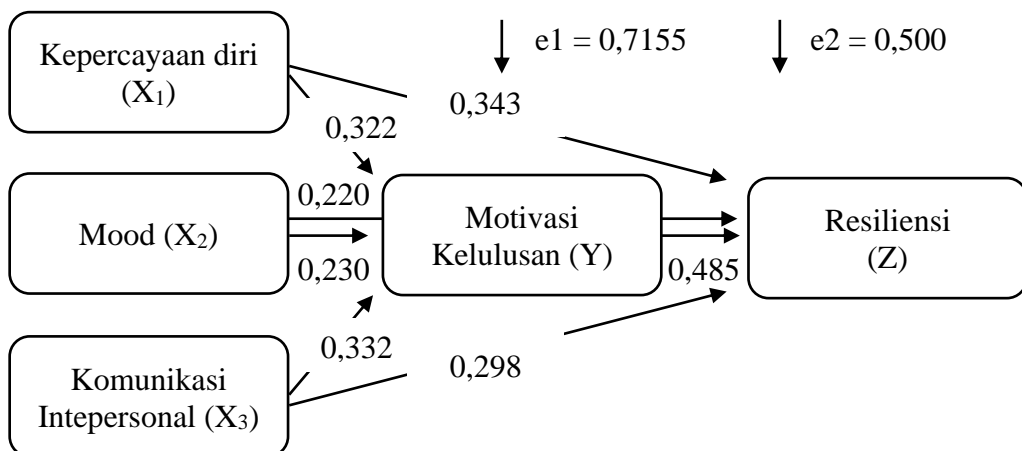 Kepercayaan diri
(X₁)
e1 = 0,7155
e2 = 0,500
0,343
0,322
Mood (X₂)
0,220
0,230
Motivasi
Kelulusan (Y)
0,485
Resiliensi
(Z)
0,332
0,298
Komunikasi
Intepersonal (X₃)